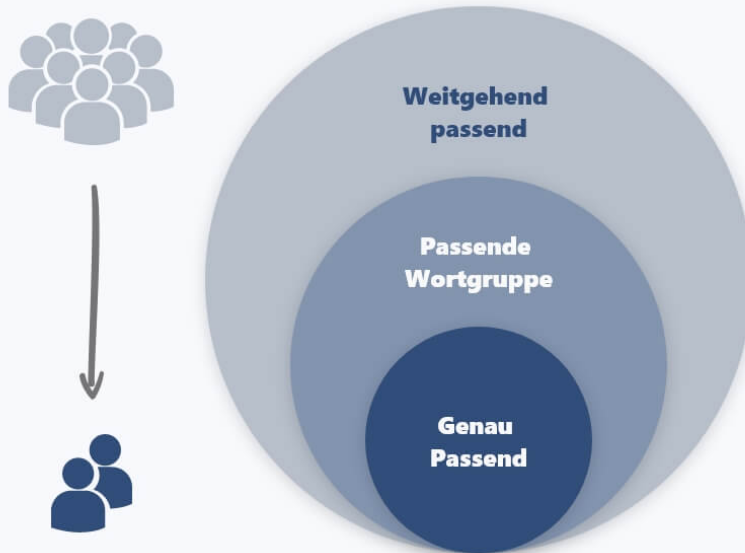 Weitgehend
passend
Passende
Wortgruppe
Genau
Passend